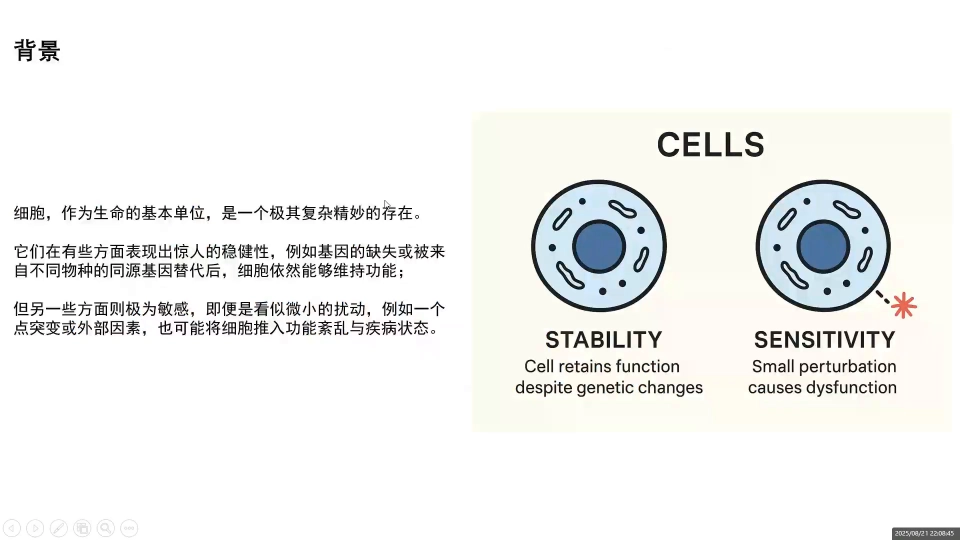 背景
细胞，作为生命的基本单位，是一个极其复杂精妙的存在。
它们在有些方面表现出惊人的稳健性，例如基因的缺失或被来
自不同物种的同源基因替代后，细胞依然能够维持功能；
但另一些方面则极为敏感，即便是看似微小的扰动，例如一个
点突变或外部因素，也可能将细胞推入功能紊乱与疾病状态。
CELLS
STABILITY
Cell retains function
despite genetic changes
SENSITIVITY
Small perturbation
causes dysfunction
2025/08/21 22:08:45